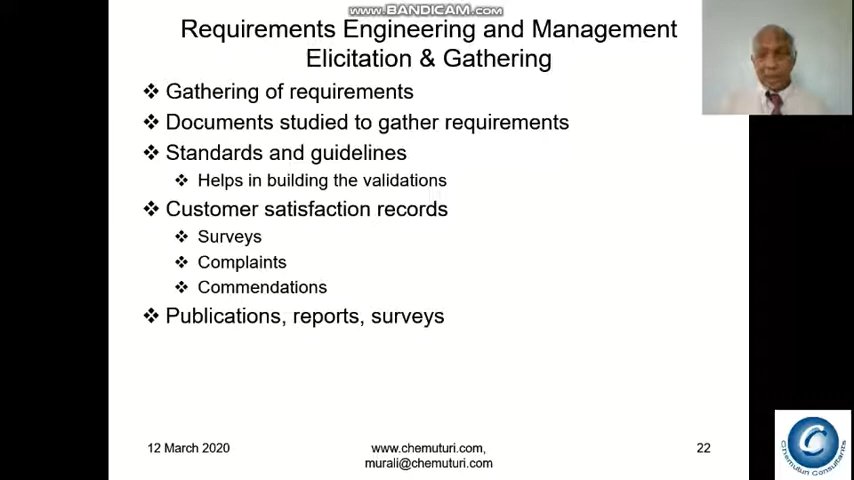 www.BANDICAM.com
Requirements Engineering and Management
Elicitation & Gathering
Gathering of requirements
Documents studied to gather requirements
Standards and guidelines
Helps in building the validations
Customer satisfaction records
Surveys
Complaints
Commendations
Publications, reports, surveys
12 March 2020
www.chemuturi.com,
murali@chemuturi.com
22
C
Chemuturi Consultants